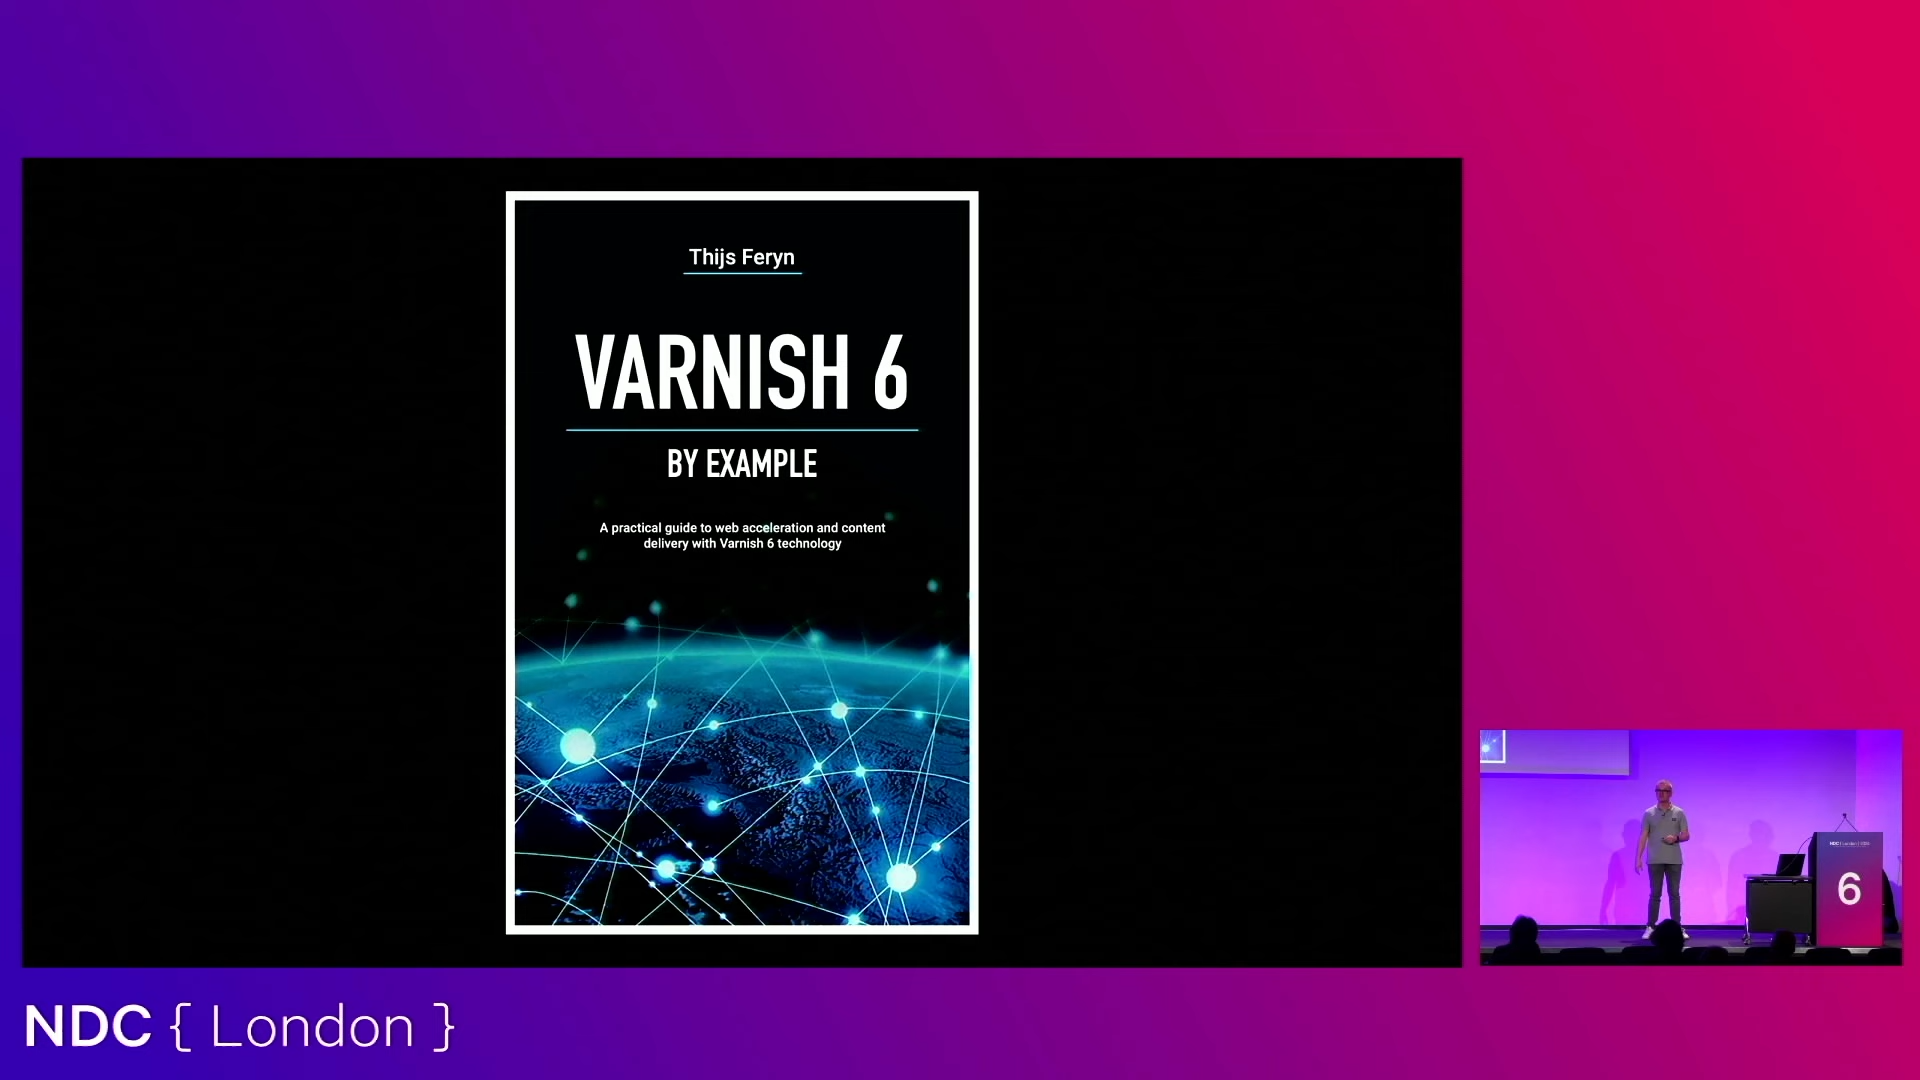 Thijs Feryn
VARNISH 6
BY EXAMPLE
A practical guide to web acceleration and content
delivery with Varnish 6 technology
6
NDC { London }